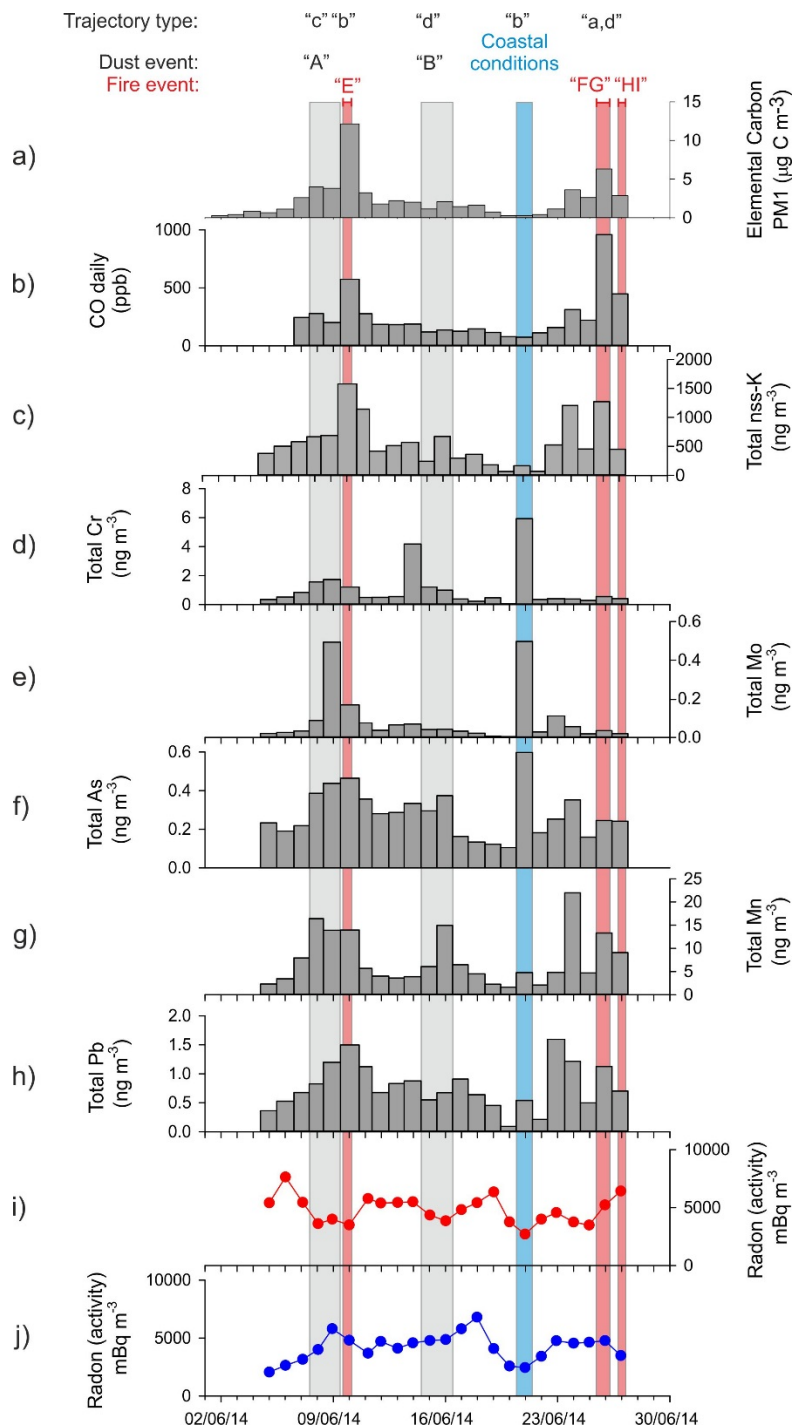 Trajectory type: “c” “b” “d” “b” “a,d”
Coastal
conditions
Dust event: “A” “B”
Fire event: “E” “FG” “HI”
a)
15
10
5
0
Elemental Carbon
PM1 (µg C m-3)
b)
CO daily
(ppb)
1000
500
0
c)
2000
1500
1000
500
0
Total nss-K
(ng m-3)
d)
Total Cr
(ng m-3)
8
6
4
2
0
e)
0.6
0.4
0.2
0.0
Total Mo
(ng m-3)
f)
Total As
(ng m-3)
0.6
0.4
0.2
0.0
g)
25
20
15
10
5
0
Total Mn
(ng m-3)
h)
Total Pb
(ng m-3)
2.0
1.5
1.0
0.5
0.0
i)
10000
5000
0
Radon (activity)
mBq m-3
j)
Radon (activity)
mBq m-3
10000
5000
0
02/06/14 09/06/14 16/06/14 23/06/14 30/06/14